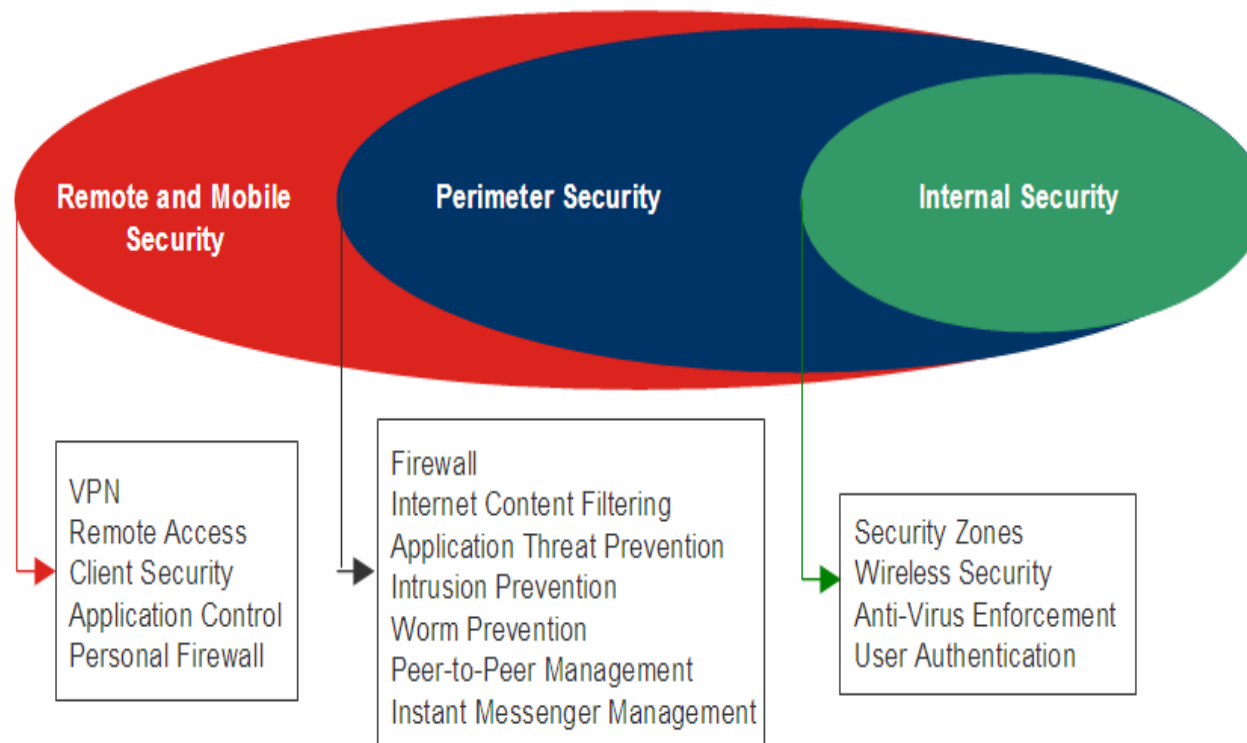 Remote and Mobile
Security
Perimeter Security
Internal Security
VPN
Remote Access
Client Security
Application Control
Personal Firewall
Firewall
Internet Content Filtering
Application Threat Prevention
Intrusion Prevention
Worm Prevention
Peer-to-Peer Management
Instant Messenger Management
Security Zones
Wireless Security
Anti-Virus Enforcement
User Authentication